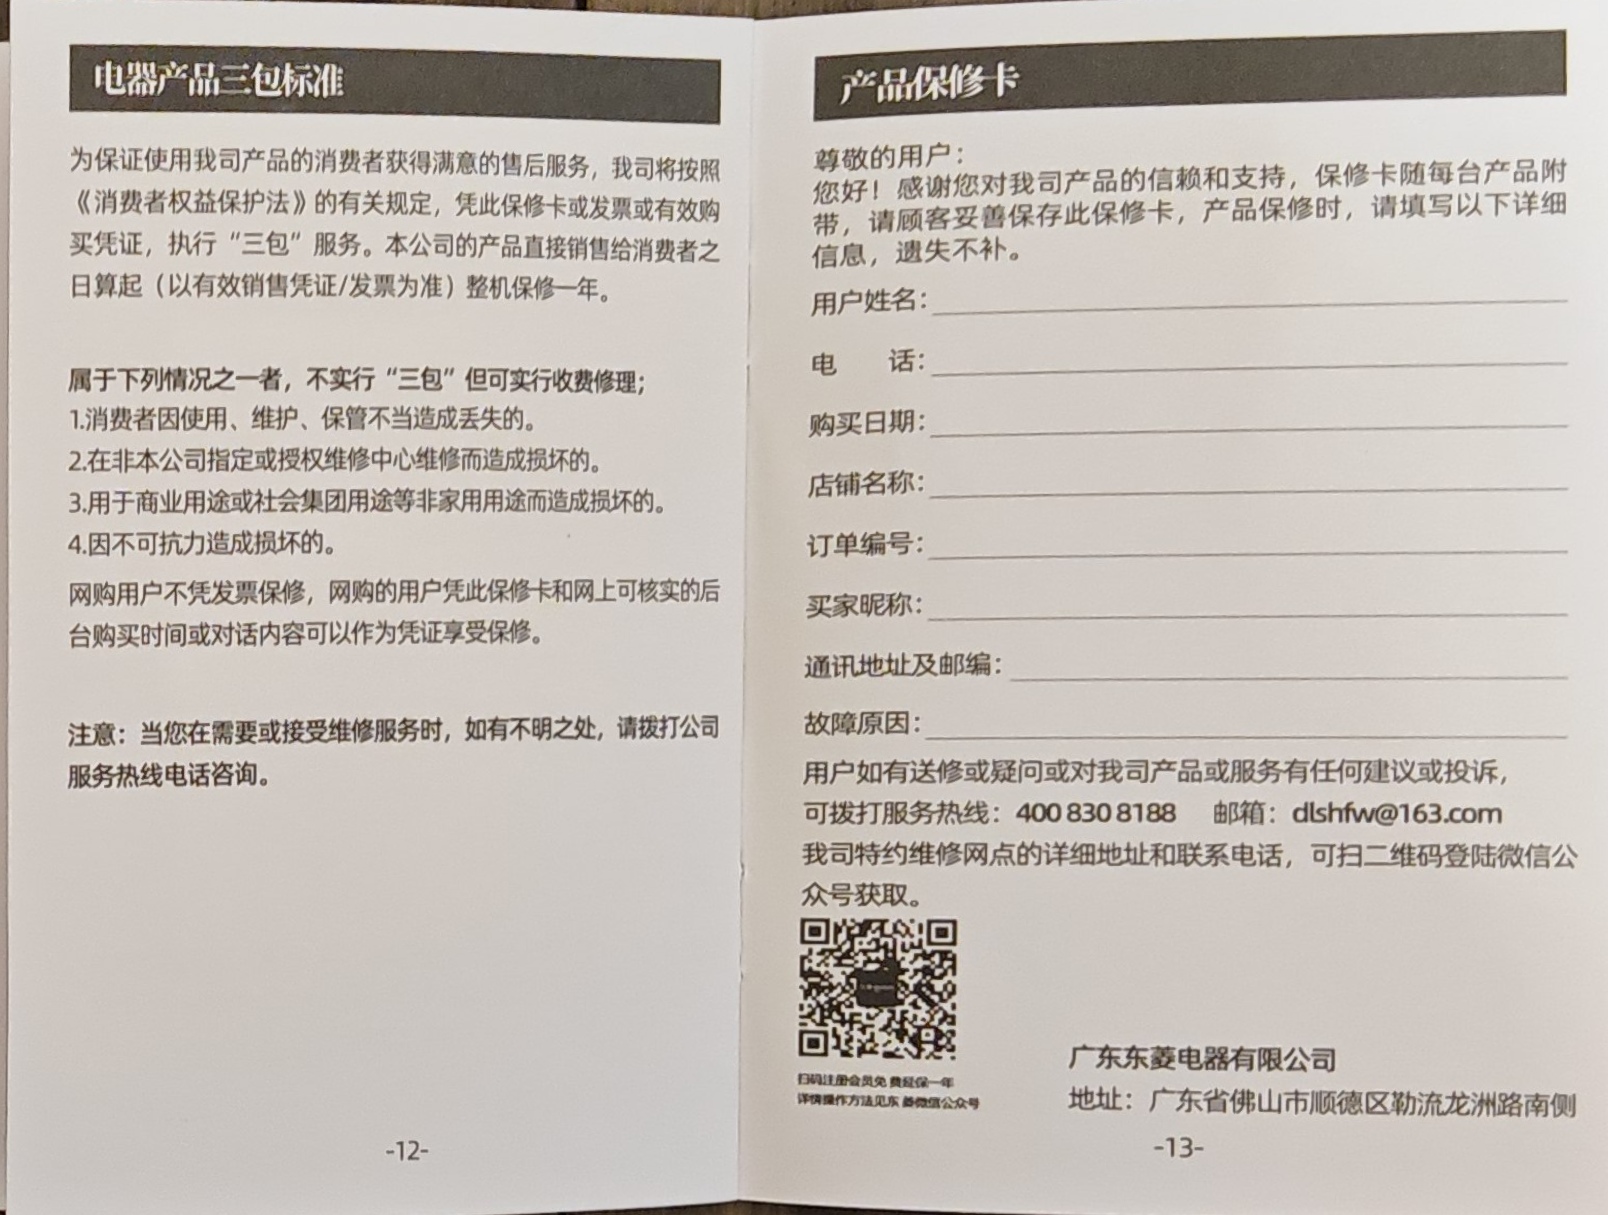 电器产品三包标准
为保证使用我司产品的消费者获得满意的售后服务，我司将按照
《消费者权益保护法》的有关规定，凭此保修卡或发票或有效购
买凭证，执行“三包”服务。本公司的产品直接销售给消费者之
日算起（以有效销售凭证/发票为准）整机保修一年。
属于下列情况之一者，不实行“三包”但可实行收费修理；
1.消费者因使用、维护、保管不当造成丢失的。
2.在非本公司指定或授权维修中心维修而造成损坏的。
3.用于商业用途或社会集团用途等非家用用途而造成损坏的。
4.因不可抗力造成损坏的。
网购用户不凭发票保修，网购的用户凭此保修卡和网上可核实的后
台购买时间或对话内容可以作为凭证享受保修。
注意：当您在需要或接受维修服务时，如有不明之处，请拨打公司
服务热线电话咨询。
-12-
产品保修卡
尊敬的用户：
您好！感谢您对我司产品的信赖和支持，保修卡随每台产品附
带，请顾客妥善保存此保修卡，产品保修时，请填写以下详细
信息，遗失不补。
用户姓名：
电　　话：
购买日期：
店铺名称：
订单编号：
买家昵称：
通讯地址及邮编：
故障原因：
用户如有送修或疑问或对我司产品或服务有任何建议或投诉，
可拨打服务热线：400 830 8188　邮箱：dlshfw@163.com
我司特约维修网点的详细地址和联系电话，可扫二维码登陆微信公
众号获取。
扫码注册会员免 费延保一年
详情操作方法见东 菱微信公众号
广东东菱电器有限公司
地址：广东省佛山市顺德区勒流龙洲路南侧
-13-